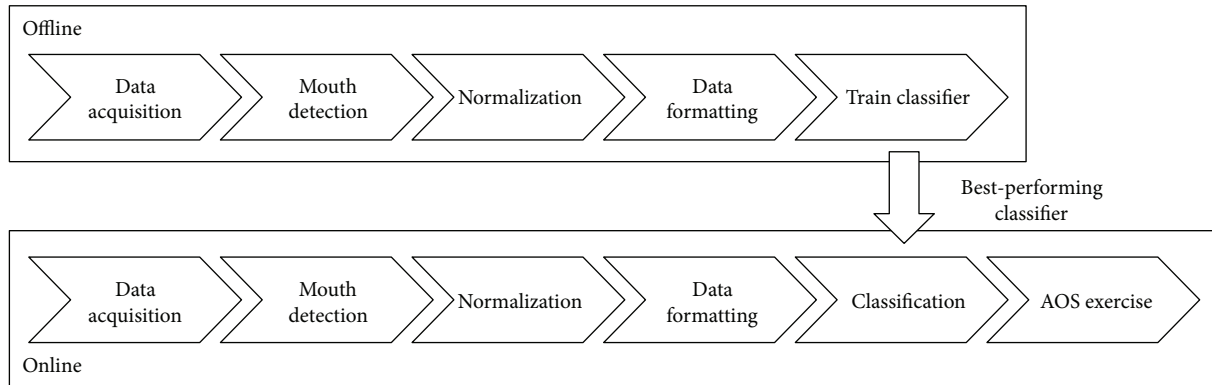 Offline
Data
acquisition
Mouth
detection
Normalization
Data
formatting
Train classifier
Best-performing
classifier
Data
acquisition
Mouth
detection
Normalization
Data
formatting
Classification
AOS exercise
Online